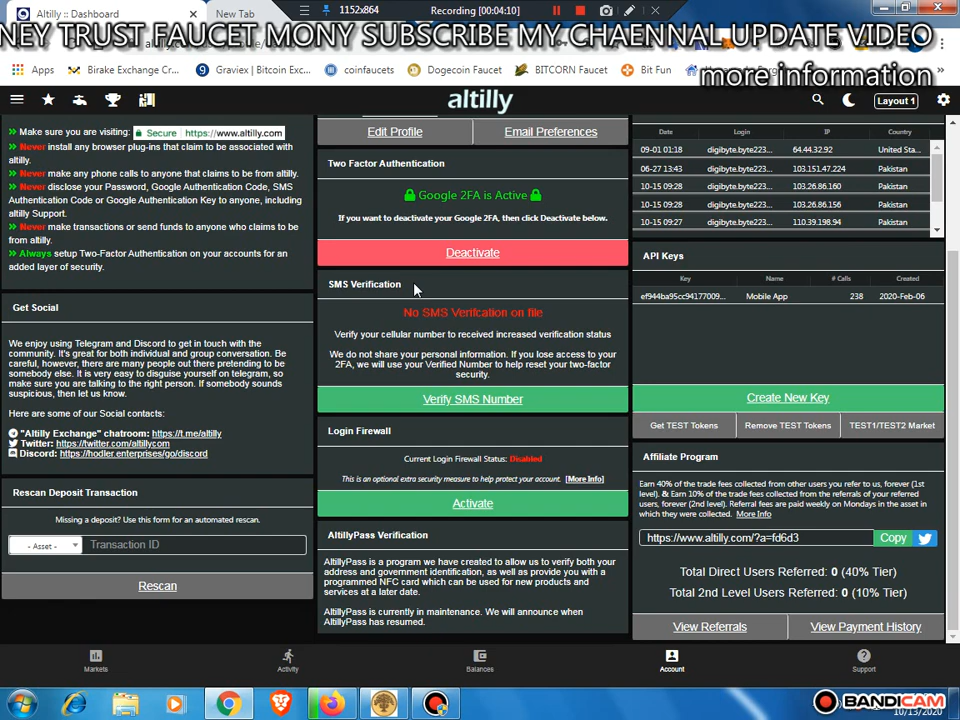 Altilly :: Dashboard
New Tab
1152x864
Recording [00:04:10]
NEY TRUST FAUCET MONY SUBSCRIBE MY CHAENNAL UPDATE VIDEO
more information
Apps
Birake Exchange Cr...
Graviex | Bitcoin Exc...
coinfaucets
Dogecoin Faucet
BITCORN Faucet
Bit Fun
altilly
Layout 1
Make sure you are visiting: Secure https://www.altilly.com
Never install any browser plug-ins that claim to be associated with
altilly.
Never make any phone calls to anyone that claims to be from altilly.
Never disclose your Password, Google Authentication Code, SMS
Authentication Code or Google Authentication Key to anyone, including
altilly Support.
Never make transactions or send funds to anyone who claims to be
from altilly.
Always setup Two-Factor Authentication on your accounts for an
added layer of security.
Get Social
We enjoy using Telegram and Discord to get in touch with the
community. It's great for both individual and group conversation. Be
careful, however, there are many people out there pretending to be
somebody else. It is very easy to disguise yourself on telegram, so
make sure you are talking to the right person. If somebody sounds
suspicious, then let us know.
Here are some of our Social contacts:
"Altilly Exchange" chatroom: https://t.me/altilly
Twitter: https://twitter.com/altillycom
Discord: https://hodler.enterprises/go/discord
Rescan Deposit Transaction
Missing a deposit? Use this form for an automated rescan.
- Asset -
Transaction ID
Rescan
Edit Profile
Email Preferences
Two Factor Authentication
Google 2FA is Active
If you want to deactivate your Google 2FA, then click Deactivate below.
Deactivate
SMS Verification
No SMS Verifcation on file
Verify your cellular number to received increased verification status
We do not share your personal information. If you lose access to your
2FA, we will use your Verified Number to help reset your two-factor
security.
Verify SMS Number
Login Firewall
Current Login Firewall Status: Disabled
This is an optional extra security measure to help protect your account. [More Info]
Activate
AltillyPass Verification
AltillyPass is a program we have created to allow us to verify both your
address and government identification, as well as provide you with a
programmed NFC card which can be used for new products and
services at a later date.
AltillyPass is currently in maintenance. We will announce when
AltillyPass has resumed.
Date Login IP Country
09-01 01:18 digibyte.byte223... 64.44.32.92 United Sta...
06-27 13:43 digibyte.byte223... 103.151.47.224 Pakistan
10-15 09:28 digibyte.byte223... 103.26.86.160 Pakistan
10-15 09:28 digibyte.byte223... 103.26.86.156 Pakistan
10-15 09:27 digibyte.byte223... 110.39.198.94 Pakistan
API Keys
Key Name # Calls Created
ef944ba95cc94177009... Mobile App 238 2020-Feb-06
Create New Key
Get TEST Tokens
Remove TEST Tokens
TEST1/TEST2 Market
Affiliate Program
Earn 40% of the trade fees collected from other users you refer to us, forever (1st
level). & Earn 10% of the trade fees collected from the referrals of your referred
users, forever (2nd level). Referral fees are paid weekly on Mondays in the asset in
which they were collected. More Info
https://www.altilly.com/?a=fd6d3
Copy
Total Direct Users Referred: 0 (40% Tier)
Total 2nd Level Users Referred: 0 (10% Tier)
View Referrals
View Payment History
Markets
Activity
Balances
Account
Support
BANDICAM
10/13/2020